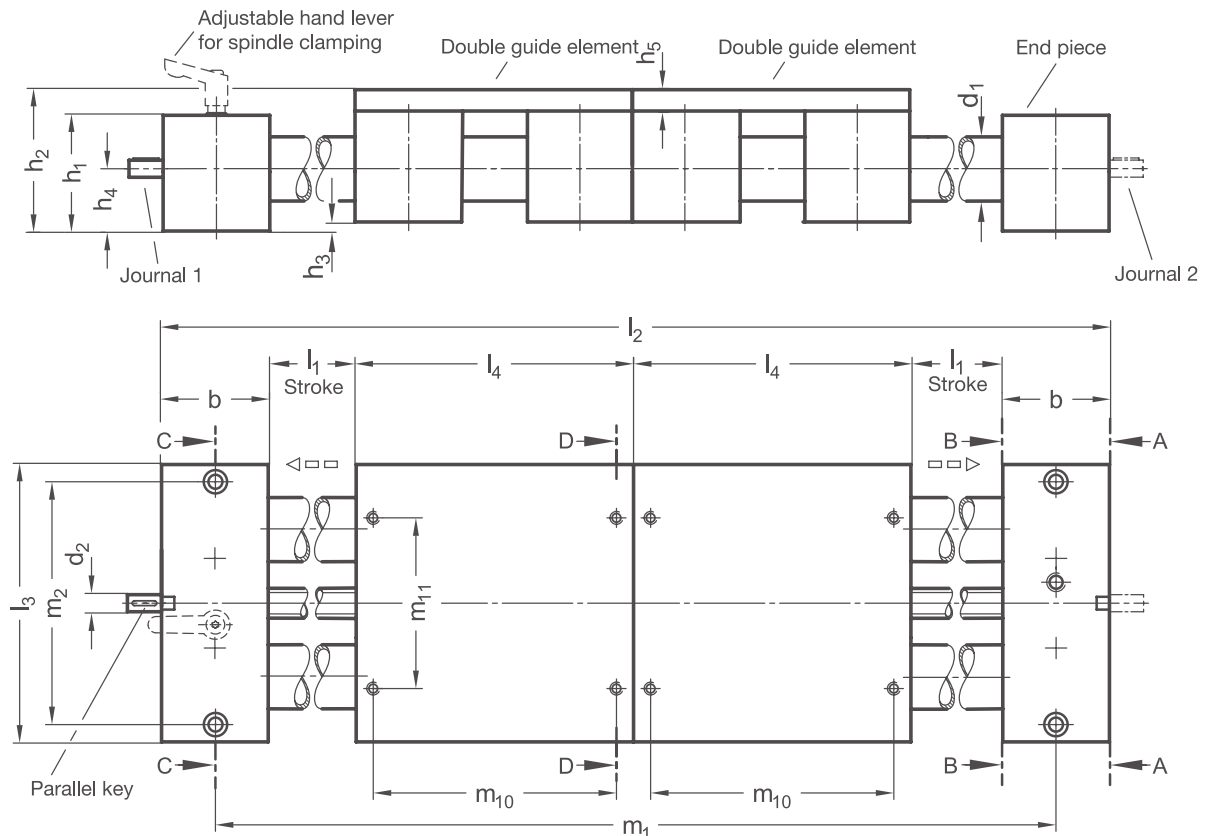 Adjustable hand lever
for spindle clamping
Double guide element
h5
Double guide element
End piece
d1
h2
h1
h4
h3
Journal 1
Journal 2
l2
l1
Stroke
l4
l4
l1
Stroke
b
b
C
D
B
A
l3
m2
d2
m11
C
D
B
A
Parallel key
m10
m10
m1